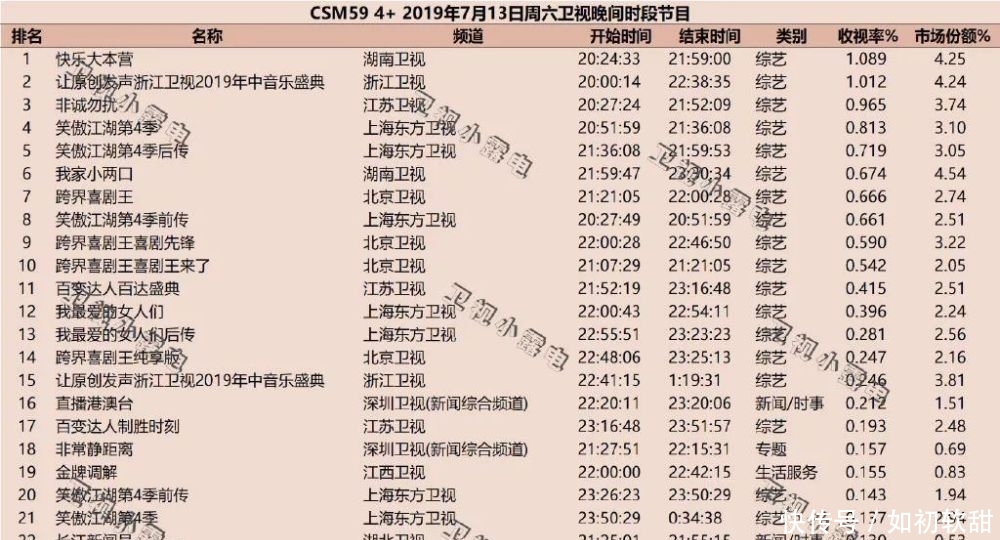 CSM59 4+ 2019年7月13日周六卫视晚间时段节目
排名 名称 频道 开始时间 结束时间 类别 收视率% 市场份额%
1 快乐大本营 湖南卫视 20:24:33 21:59:00 综艺 1.089 4.25
2 让原创发声浙江卫视2019年中音乐盛典 浙江卫视 20:00:14 22:38:35 综艺 1.012 4.24
3 非诚勿扰 江苏卫视 20:27:24 21:52:09 综艺 0.965 3.74
4 笑傲江湖第4季 上海东方卫视 20:51:59 21:36:08 综艺 0.813 3.10
5 笑傲江湖第4季后传 上海东方卫视 21:36:08 21:59:53 综艺 0.719 3.05
6 我家小两口 湖南卫视 21:59:47 23:30:34 综艺 0.674 4.54
7 跨界喜剧王 北京卫视 21:21:05 22:00:28 综艺 0.666 2.74
8 笑傲江湖第4季前传 上海东方卫视 20:27:49 20:51:59 综艺 0.661 2.51
9 跨界喜剧王喜剧先锋 北京卫视 22:00:28 22:46:50 综艺 0.590 3.22
10 跨界喜剧王喜剧王来了 北京卫视 21:07:29 21:21:05 综艺 0.542 2.05
11 百变达人百达盛典 江苏卫视 21:52:19 23:16:48 综艺 0.415 2.51
12 我最爱的女人们 上海东方卫视 22:00:43 22:54:11 综艺 0.396 2.24
13 我最爱的女人们后传 上海东方卫视 22:55:51 23:23:23 综艺 0.281 2.56
14 跨界喜剧王纯享版 北京卫视 22:48:06 23:25:13 综艺 0.247 2.16
15 让原创发声浙江卫视2019年中音乐盛典 浙江卫视 22:41:15 1:19:31 综艺 0.246 3.81
16 直播港澳台 深圳卫视(新闻综合频道) 22:20:11 23:20:06 新闻/时事 0.212 1.51
17 百变达人制胜时刻 江苏卫视 23:16:48 23:51:57 综艺 0.193 2.48
18 非常静距离 深圳卫视(新闻综合频道) 21:27:51 22:15:31 专题 0.157 0.69
19 金牌调解 江西卫视 22:00:00 22:42:15 生活服务 0.155 0.83
20 笑傲江湖第4季前传 上海东方卫视 23:26:23 23:50:29 综艺 0.143 1.94
21 笑傲江湖第4季 上海东方卫视 23:50:29 0:34:38 综艺
卫视小露电
快传号 / 如初软甜